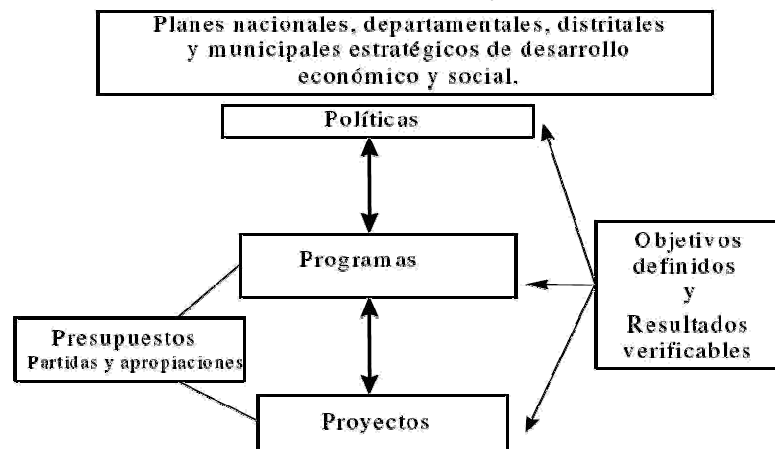 Planes nacionales, departamentales, distritales
y municipales estratégicos de desarrollo
económico y social.
Políticas
Programas
Objetivos
definidos
y
Resultados
verificables
Presupuestos
Partidas y apropiaciones
Proyectos